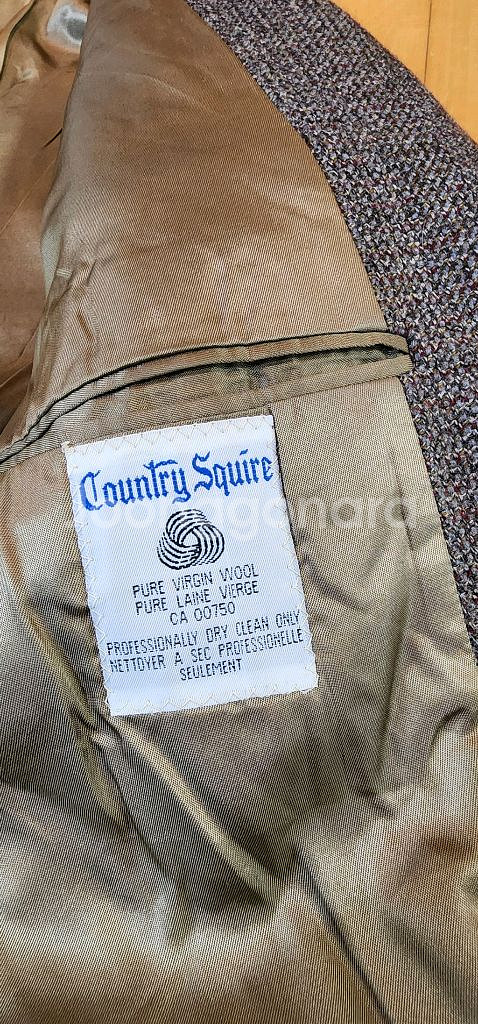 Country Squire
PURE VIRGIN WOOL
PURE LAINE VIERGE
CA 00750
PROFESSIONALLY DRY CLEAN ONLY
NETTOYER A SEC PROFESSIONELLE
SEULEMENT